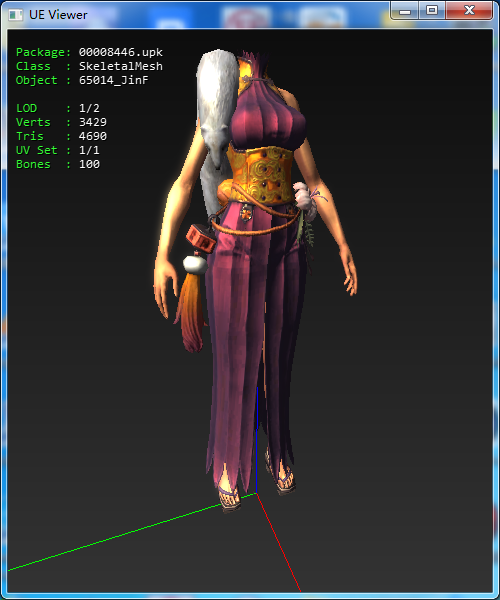 UE Viewer
Package: 00008446.upk
Class : SkeletalMesh
Object : 65014_JinF
LOD : 1/2
Verts : 3429
Tris : 4690
UV Set : 1/1
Bones : 100